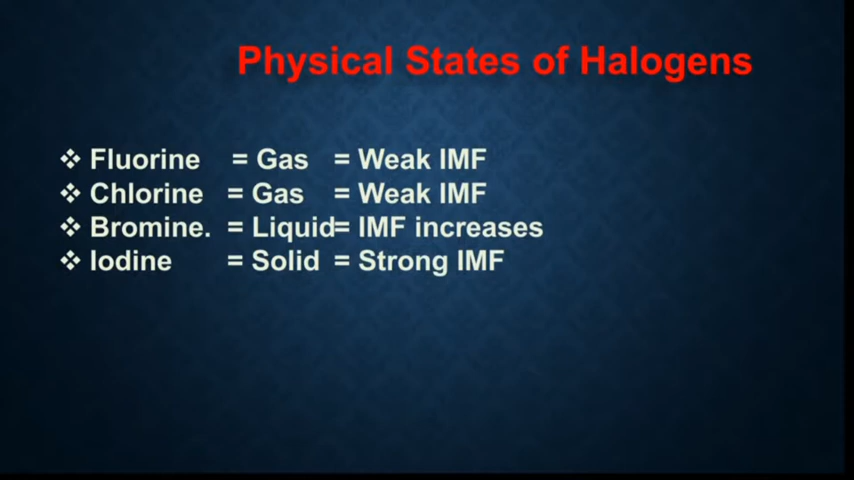 Physical States of Halogens
❖ Fluorine = Gas = Weak IMF
❖ Chlorine = Gas = Weak IMF
❖ Bromine. = Liquid= IMF increases
❖ Iodine = Solid = Strong IMF